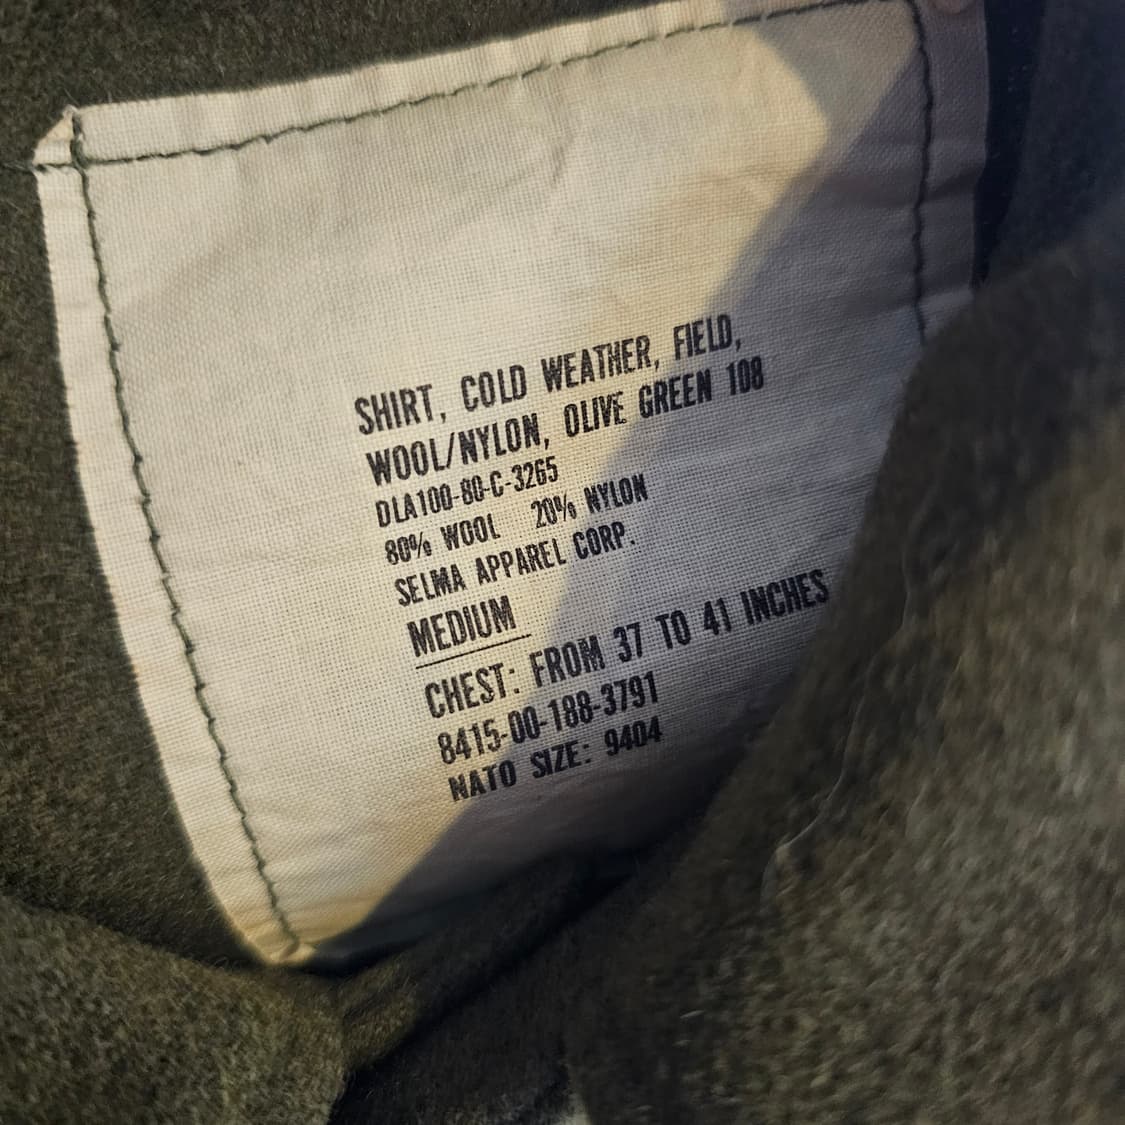 SHIRT, COLD WEATHER, FIELD,
WOOL/NYLON, OLIVE GREEN 108
DLA100-80-C-3265
80% WOOL 20% NYLON
SELMA APPAREL CORP.
MEDIUM
CHEST: FROM 37 TO 41 INCHES
8415-00-188-3791
NATO SIZE: 9404